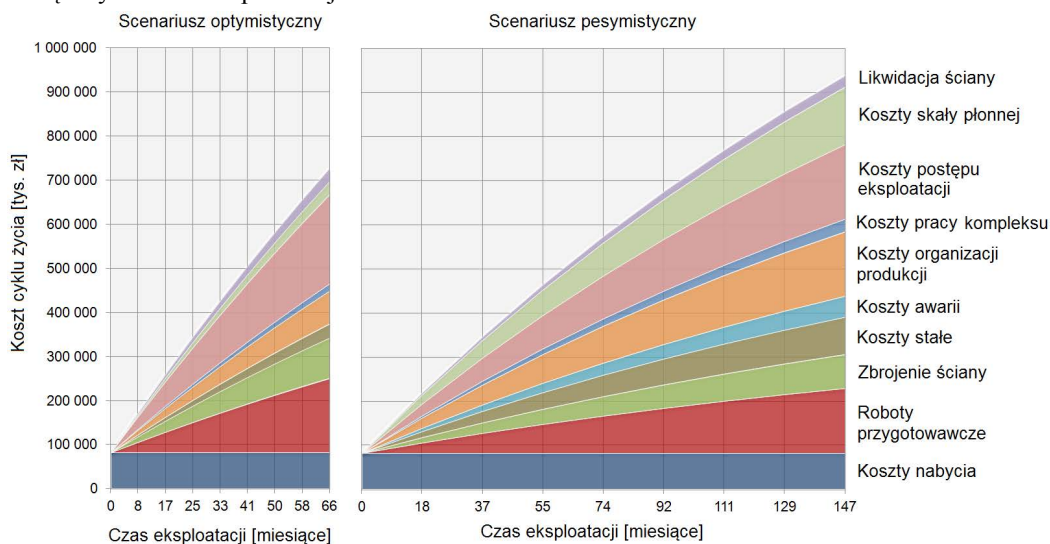 Scenariusz optymistyczny
Scenariusz pesymistyczny
Koszt cyklu życia [tys. zł]
1 000 000
900 000
800 000
700 000
600 000
500 000
400 000
300 000
200 000
100 000
0
0 8 17 25 33 41 50 58 66
Czas eksploatacji [miesiące]
0 18 37 55 74 92 111 129 147
Czas eksploatacji [miesiące]
Likwidacja ściany
Koszty skały płonnej
Koszty postępu
eksploatacji
Koszty pracy kompleksu
Koszty organizacji
produkcji
Koszty awarii
Koszty stałe
Zbrojenie ściany
Roboty
przygotowawcze
Koszty nabycia